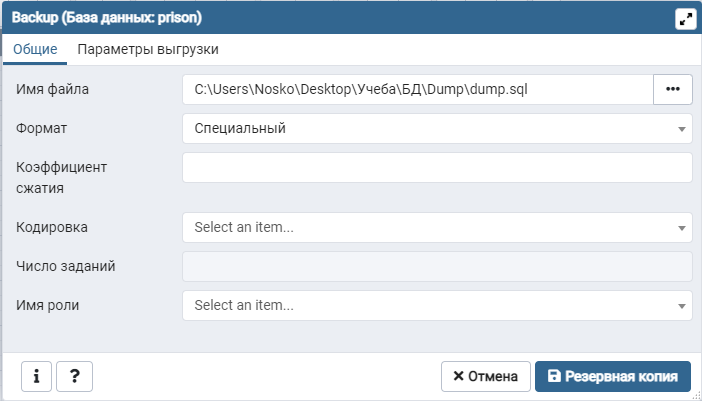 Backup (База данных: prison)
Общие Параметры выгрузки
Имя файла C:\Users\Nosko\Desktop\Учеба\БД\Dump\dump.sql •••
Формат Специальный
Коэффициент
сжатия
Кодировка Select an item...
Число заданий
Имя роли Select an item...
i ? × Отмена Резервная копия